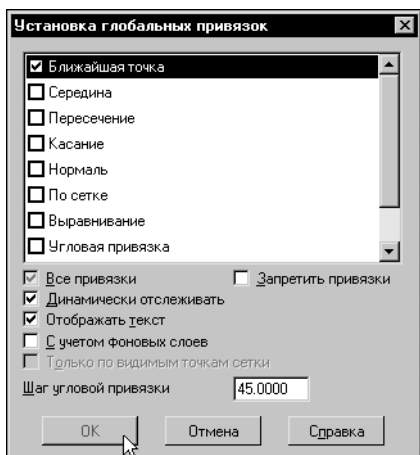 Установка глобальных привязок
Ближайшая точка
Середина
Пересечение
Касание
Нормаль
По сетке
Выравнивание
Угловая привязка
Все привязки Запретить привязки
Динамически отслеживать
Отображать текст
С учетом фоновых слоев
Только по видимым точкам сетки
Шаг угловой привязки 45.0000
OK Отмена Справка